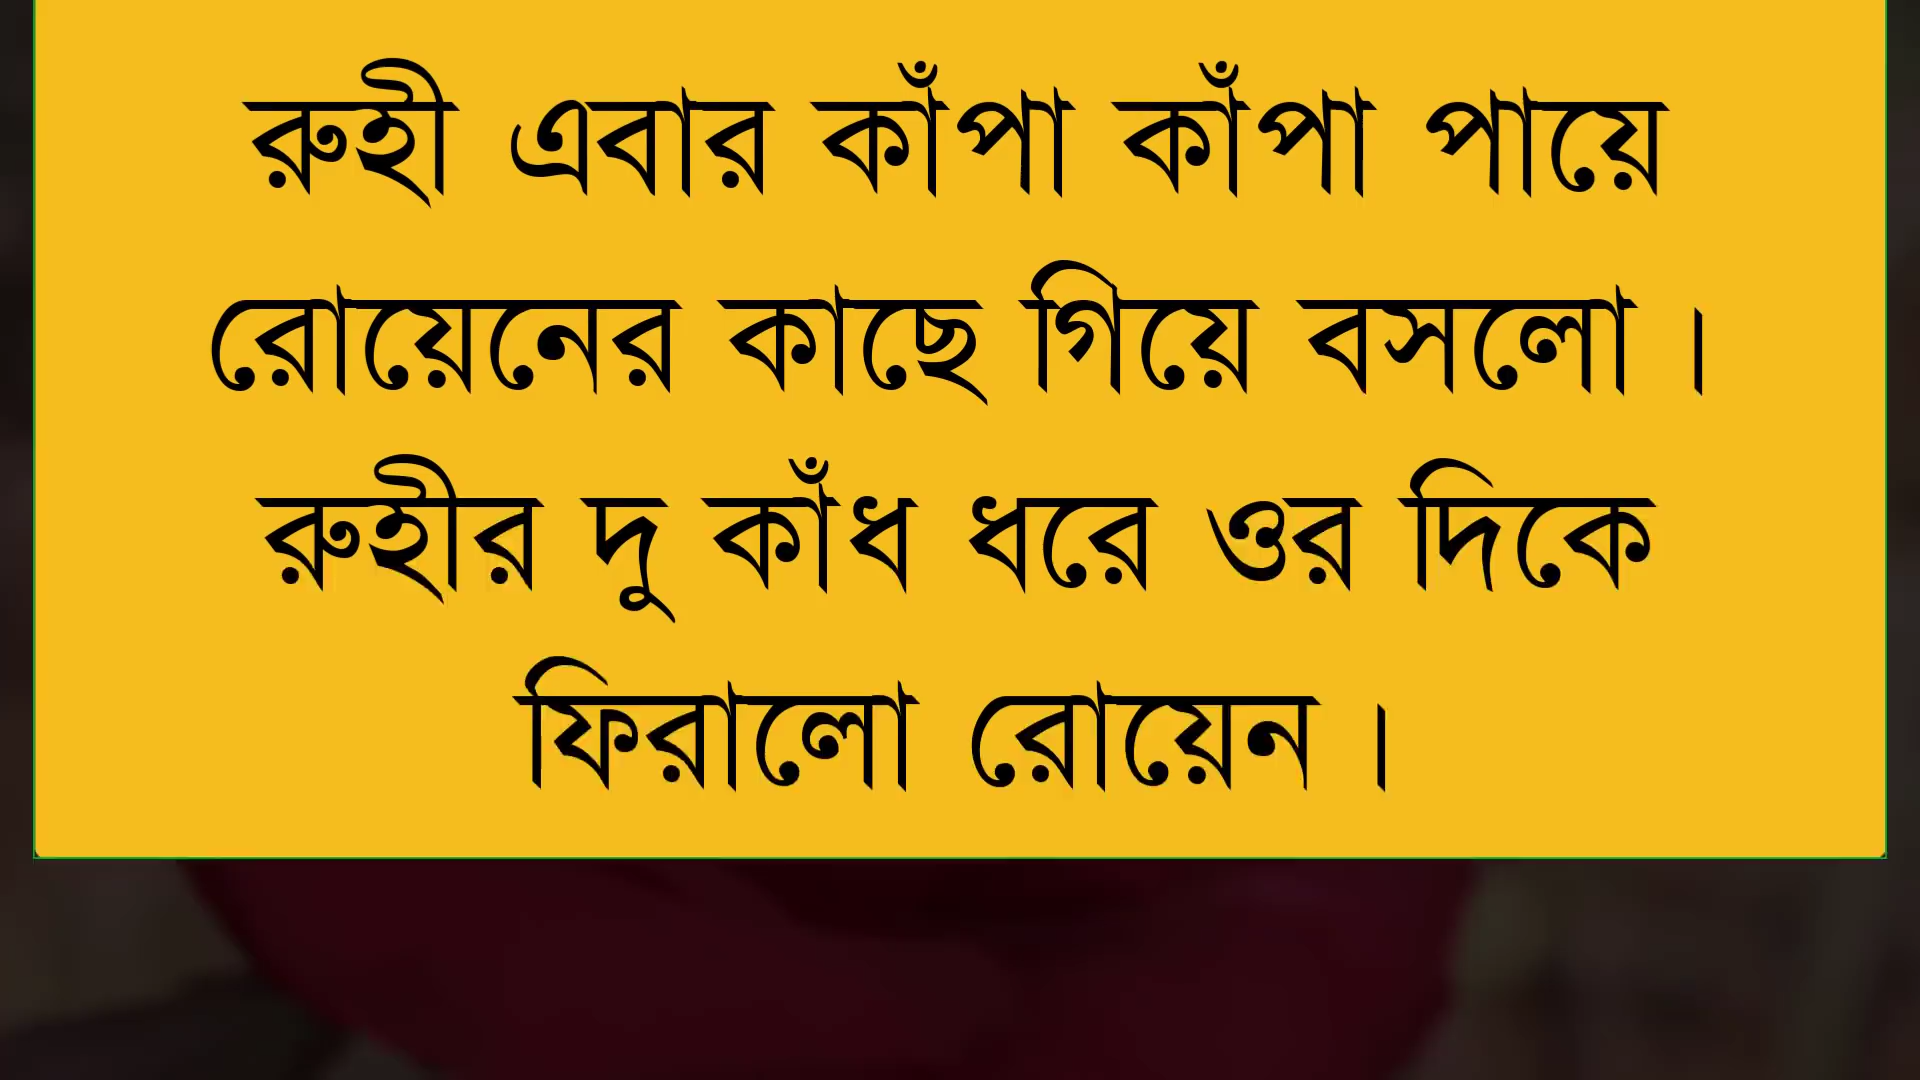 রুহী এবার কাঁপা কাঁপা পায়ে
রোয়েনের কাছে গিয়ে বসলো ।
রুহীর দু কাঁধ ধরে ওর দিকে
ফিরালো রোয়েন ।